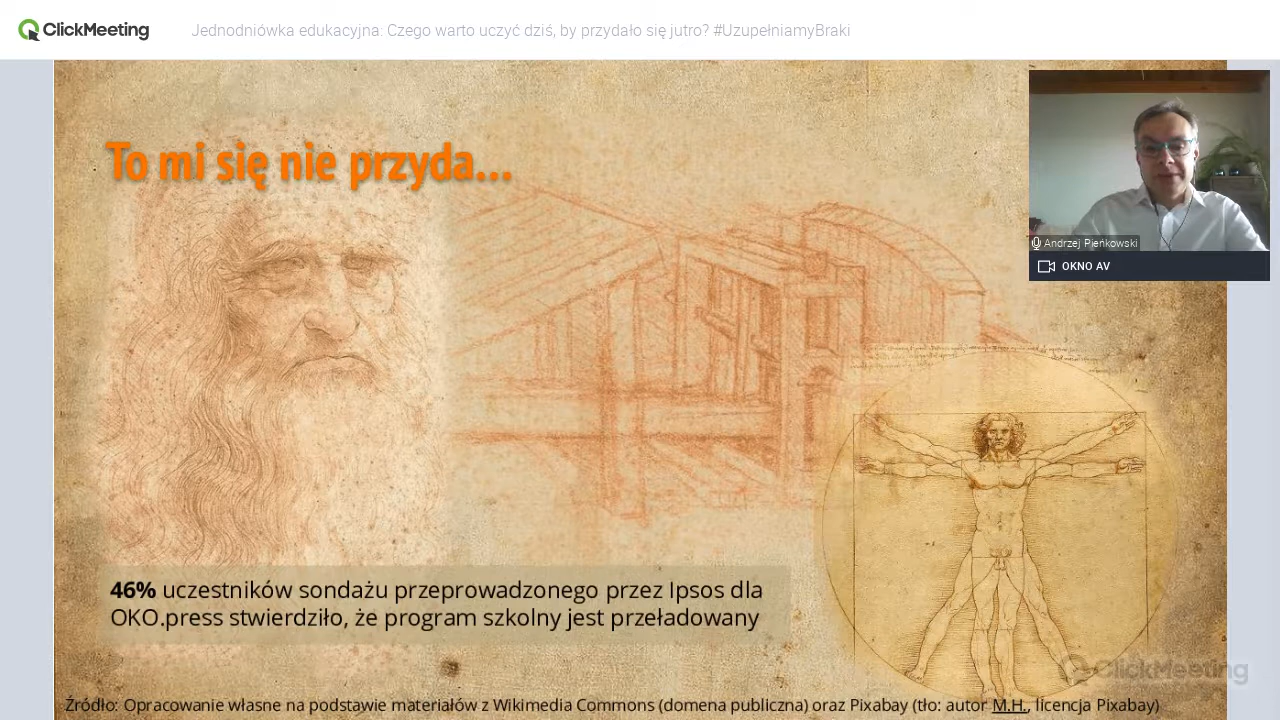 ClickMeeting
Jednodniówka edukacyjna: Czego warto uczyć dziś, by przydało się jutro? #UzupełniamyBraki
To mi się nie przyda...
Andrzej Pieńkowski
OKNO AV
46% uczestników sondażu przeprowadzonego przez Ipsos dla
OKO.press stwierdziło, że program szkolny jest przeładowany
ClickMeeting
Źródło: Opracowanie własne na podstawie materiałów z Wikimedia Commons (domena publiczna) oraz Pixabay (tło: autor M.H., licencja Pixabay)